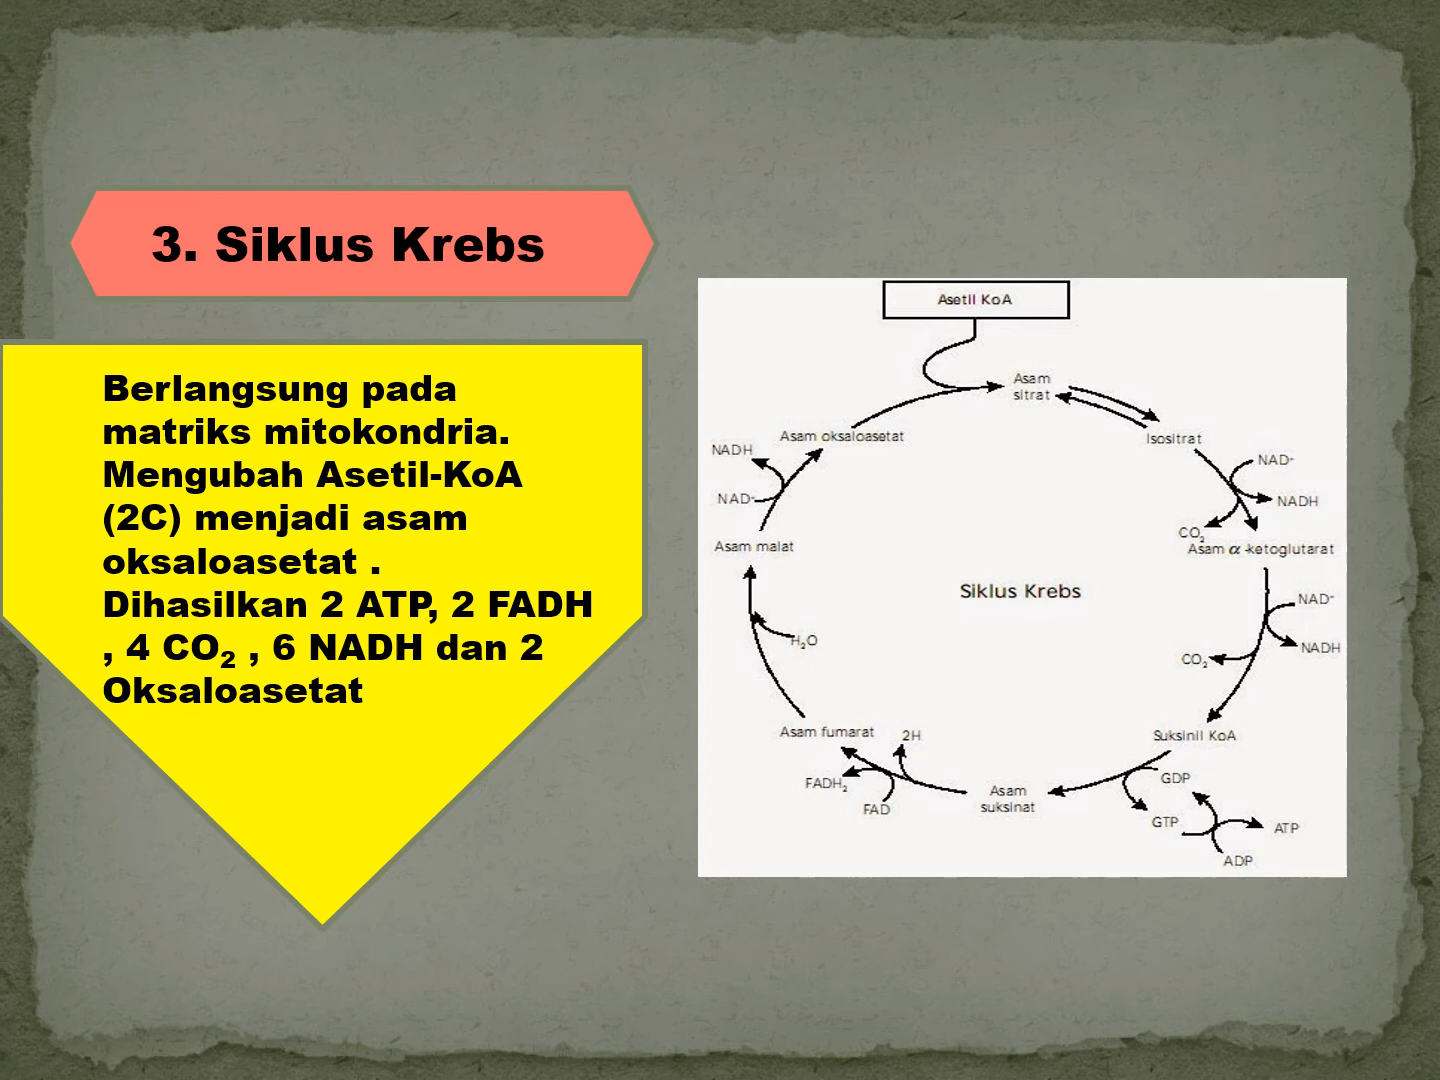 3. Siklus Krebs
Berlangsung pada
matriks mitokondria.
Mengubah Asetil-KoA
(2C) menjadi asam
oksaloasetat .
Dihasilkan 2 ATP, 2 FADH
, 4 CO₂ , 6 NADH dan 2
Oksaloasetat
Asetil KoA
Asam
sitrat
Isositrat
NAD⁺
NADH
CO₂
Asam α-ketoglutarat
NAD⁺
NADH
CO₂
Suksinil KoA
GDP
GTP
ATP
ADP
Asam
suksinat
2H
FADH₂
FAD
Asam fumarat
H₂O
Asam malat
NAD⁺
NADH
Asam oksaloasetat
Siklus Krebs